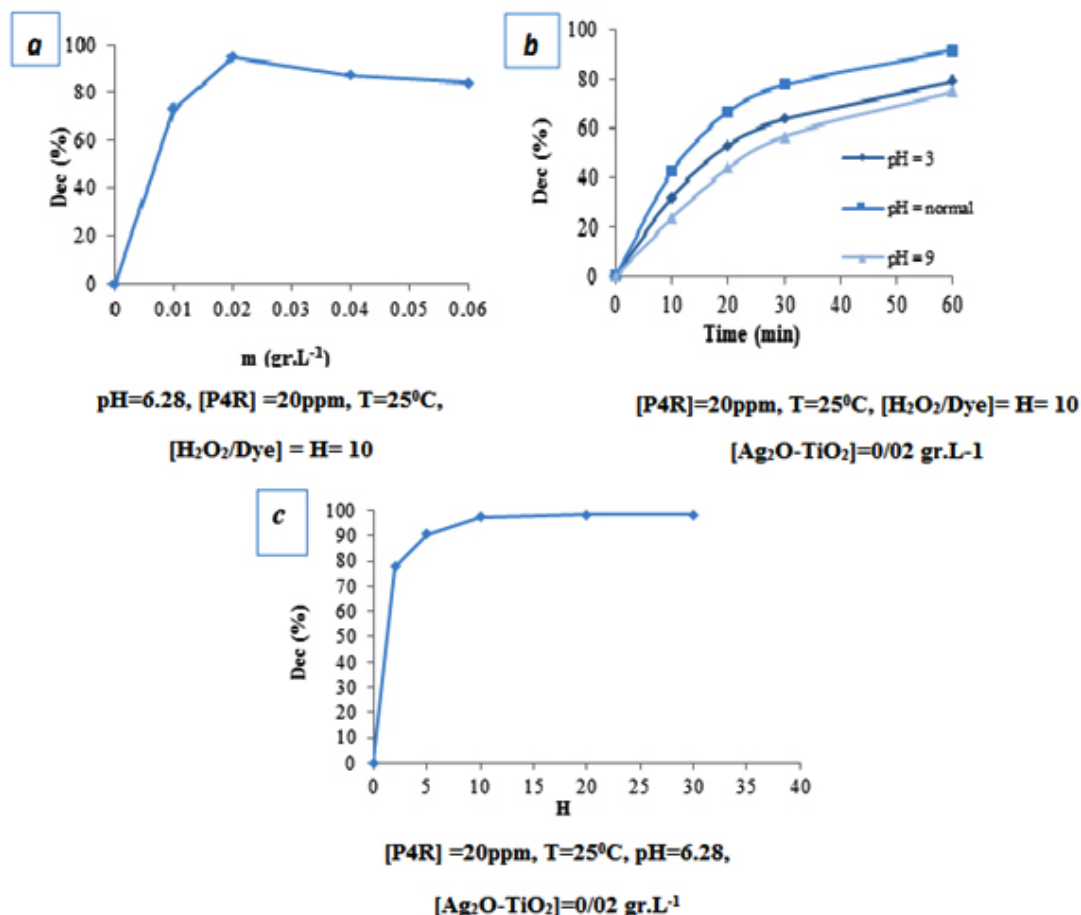 a
100
80
60
40
20
0
Dec (%)
0 0.01 0.02 0.03 0.04 0.05 0.06
m (gr.L-1)
pH=6.28, [P4R] =20ppm, T=25⁰C,
[H₂O₂/Dye] = H= 10
b
100
80
60
40
20
0
Dec (%)
pH = 3
pH = normal
pH = 9
0 10 20 30 40 50 60
Time (min)
[P4R]=20ppm, T=25⁰C, [H₂O₂/Dye]= H= 10
[Ag₂O-TiO₂]=0/02 gr.L-1
c
100
90
80
70
60
50
40
30
20
10
0
Dec (%)
0 5 10 15 20 25 30 35 40
H
[P4R] =20ppm, T=25⁰C, pH=6.28,
[Ag₂O-TiO₂]=0/02 gr.L⁻¹